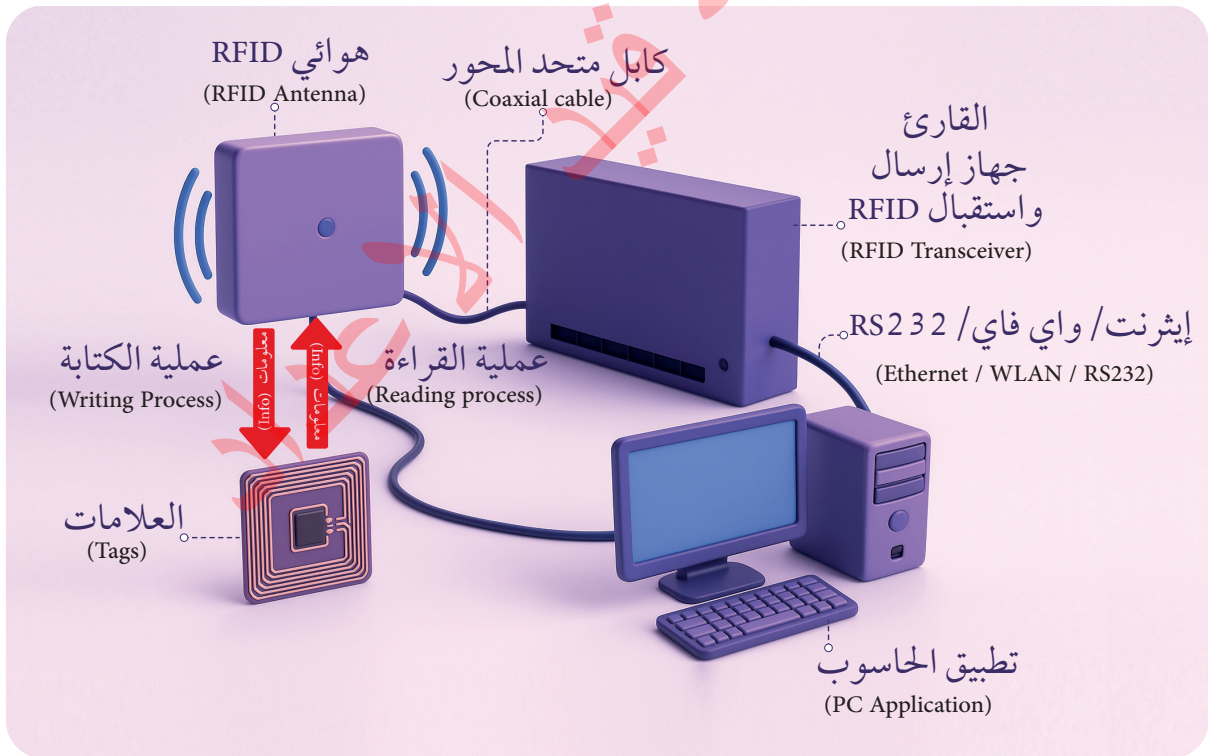 هوائي RFID
(RFID Antenna)
كابل متحد المحور
(Coaxial cable)
القارئ
جهاز إرسال
واستقبال RFID
(RFID Transceiver)
إيثرنت/ واي فاي/ RS232
(Ethernet / WLAN / RS232)
عملية القراءة
(Reading process)
معلومات (Info)
معلومات (Info)
عملية الكتابة
(Writing Process)
العلامات
(Tags)
تطبيق الحاسوب
(PC Application)
قيد الإعداد